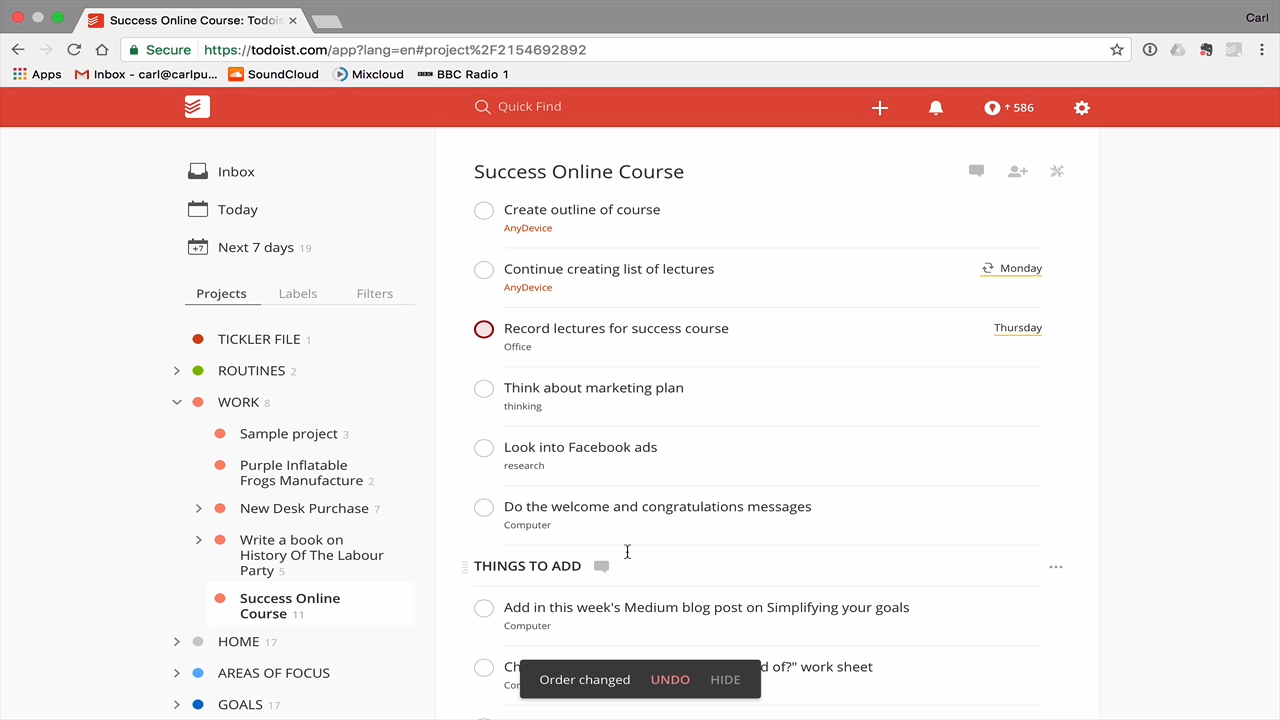 Success Online Course: Todois
Carl
Secure https://todoist.com/app?lang=en#project%2F2154692892
Apps Inbox - carl@carlpu... SoundCloud Mixcloud BBC Radio 1
Quick Find
586
Inbox
Today
Next 7 days 19
Projects Labels Filters
TICKLER FILE 1
ROUTINES 2
WORK 8
Sample project 3
Purple Inflatable
Frogs Manufacture 2
New Desk Purchase 7
Write a book on
History Of The Labour
Party 5
Success Online
Course 11
HOME 17
AREAS OF FOCUS
GOALS 17
Success Online Course
Create outline of course
AnyDevice
Continue creating list of lectures Monday
AnyDevice
Record lectures for success course Thursday
Office
Think about marketing plan
thinking
Look into Facebook ads
research
Do the welcome and congratulations messages
Computer
THINGS TO ADD
Add in this week's Medium blog post on Simplifying your goals
Computer
of?" work sheet
Order changed UNDO HIDE